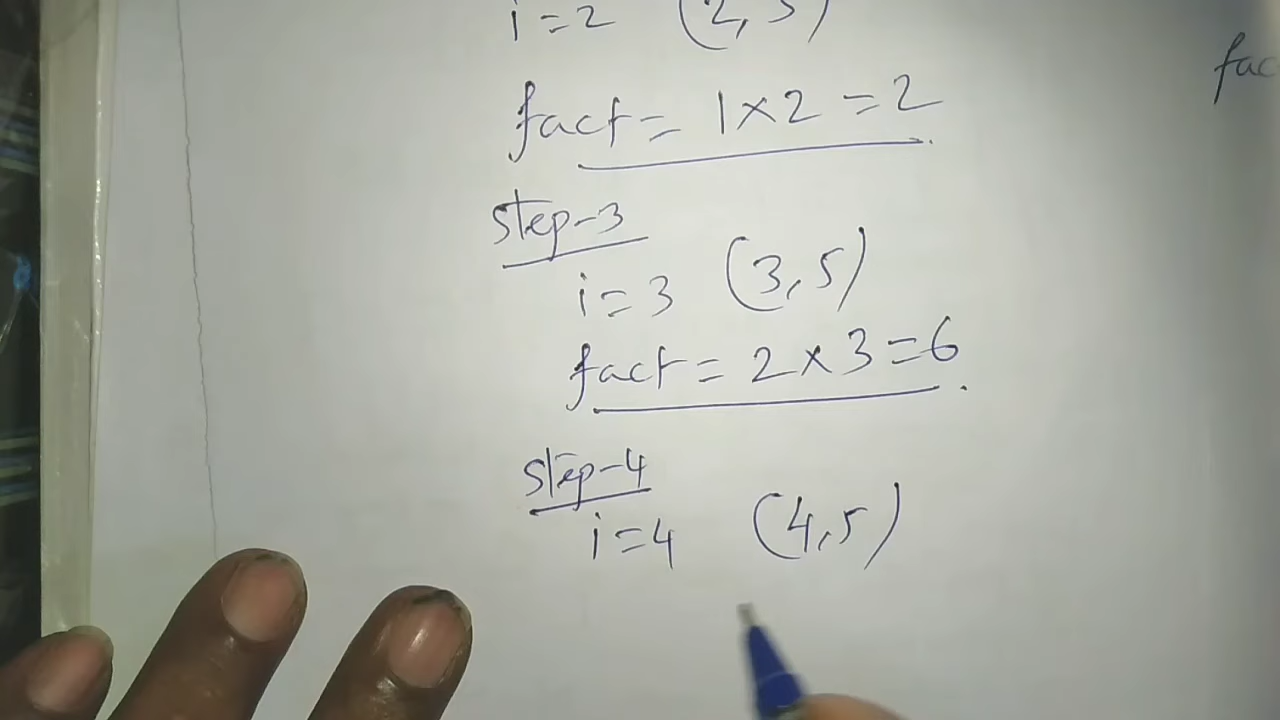 i=2 (2,5)
fact= 1×2=2
fac
step-3
i=3 (3,5)
fact= 2×3=6.
step-4
i=4 (4,5)